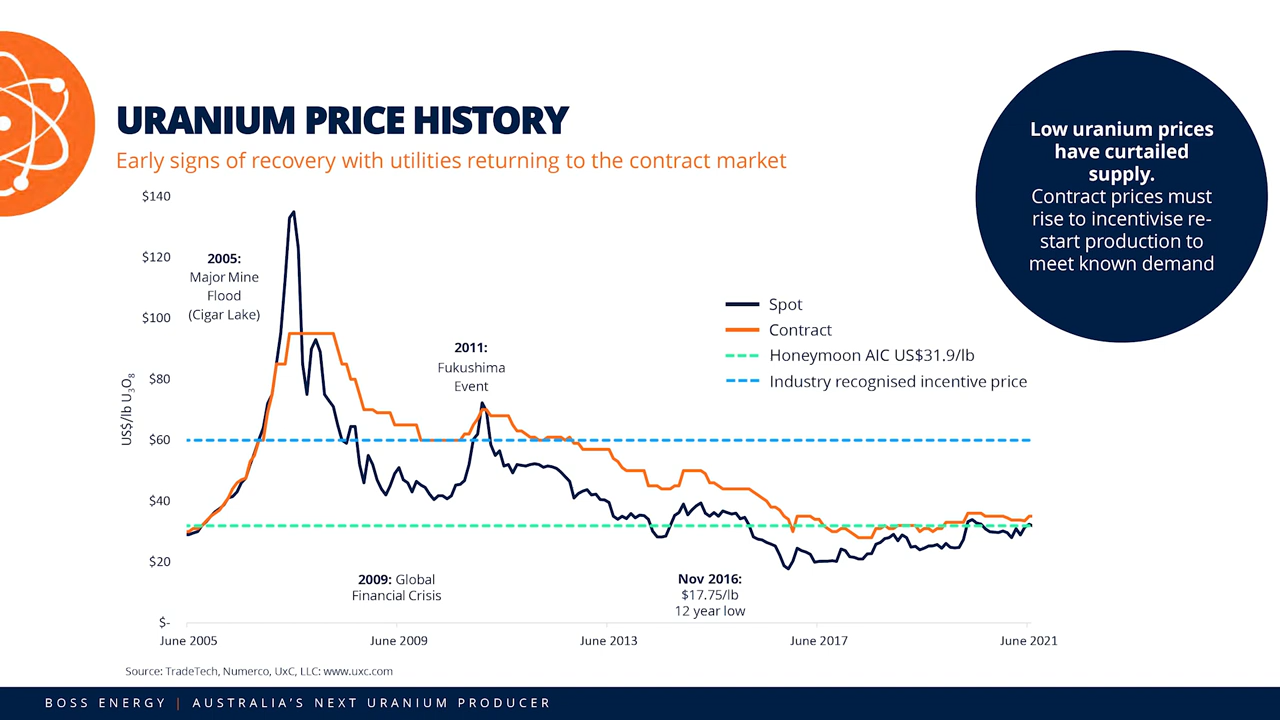 URANIUM PRICE HISTORY
Early signs of recovery with utilities returning to the contract market
Low uranium prices
have curtailed
supply.
Contract prices must
rise to incentivise re-
start production to
meet known demand
$140
$120
$100
$80
$60
$40
$20
$-
US$/lb U₃O₈
2005:
Major Mine
Flood
(Cigar Lake)
2011:
Fukushima
Event
Spot
Contract
Honeymoon AIC US$31.9/lb
Industry recognised incentive price
2009: Global
Financial Crisis
Nov 2016:
$17.75/lb
12 year low
June 2005
June 2009
June 2013
June 2017
June 2021
Source: TradeTech, Numerco, UxC, LLC: www.uxc.com
BOSS ENERGY | AUSTRALIA'S NEXT URANIUM PRODUCER